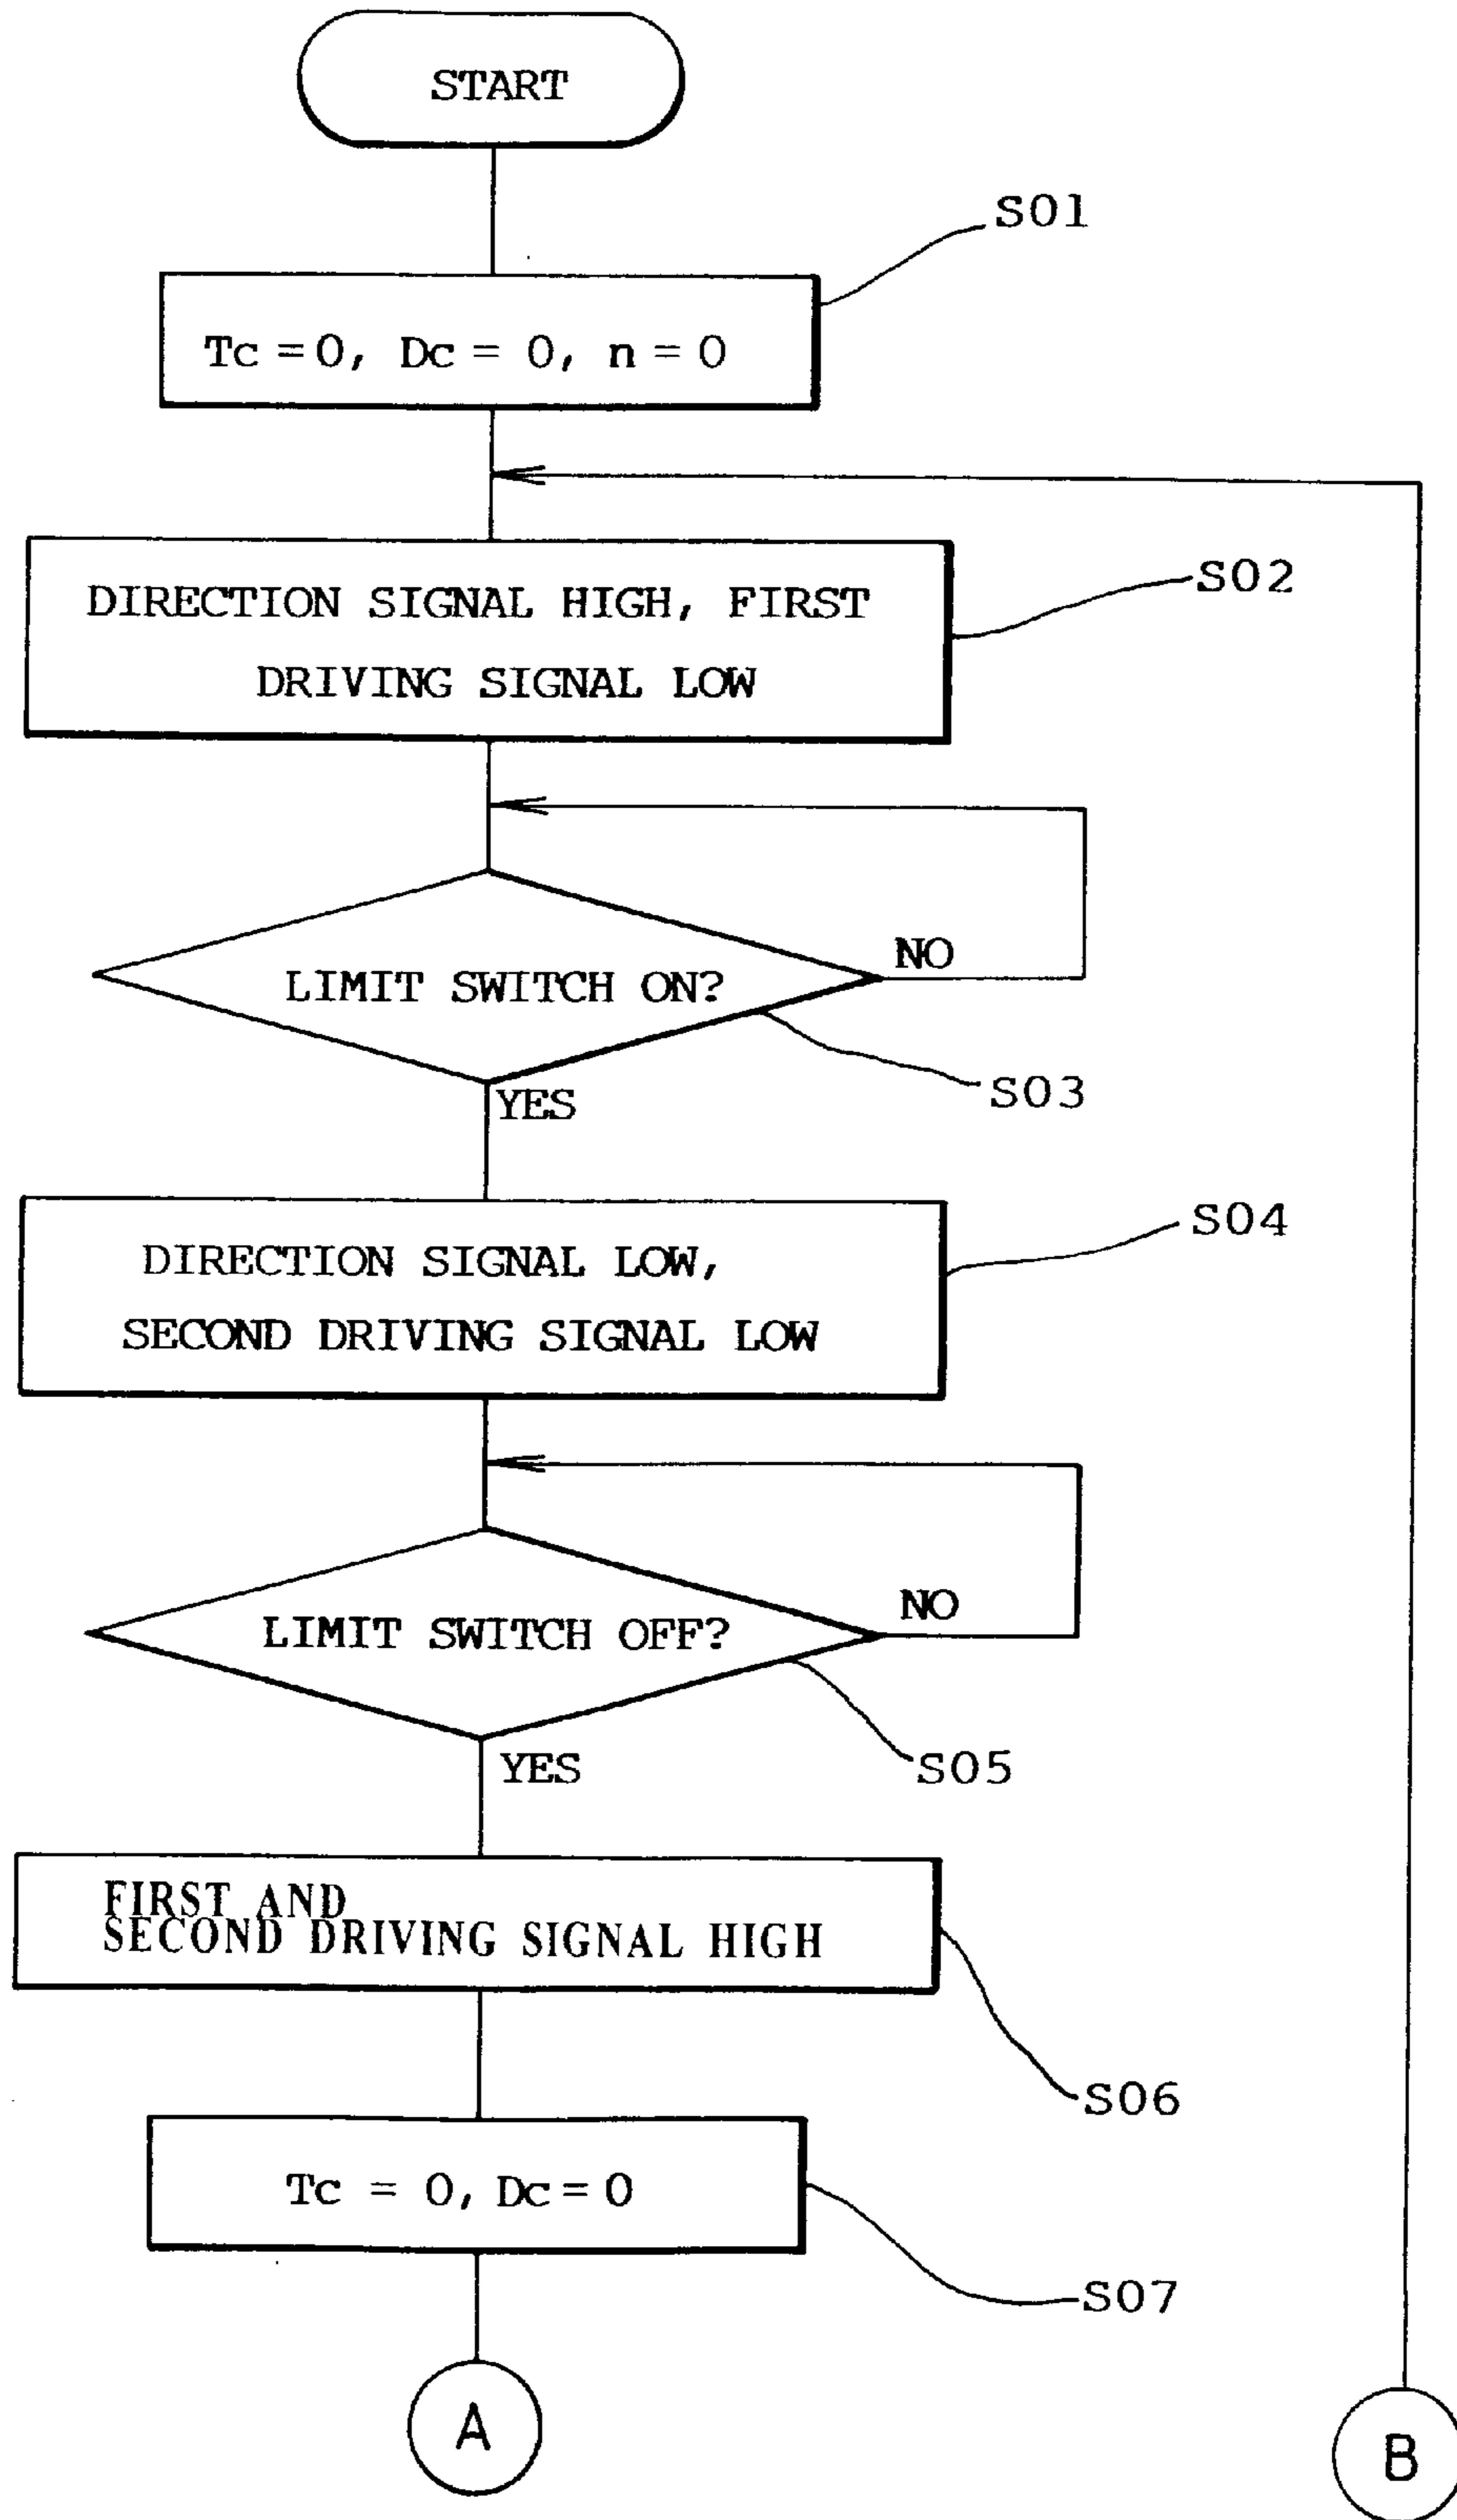 START
S01
Tc = 0, Dc = 0, n = 0
DIRECTION SIGNAL HIGH, FIRST
DRIVING SIGNAL LOW
S02
LIMIT SWITCH ON?
NO
S03
YES
DIRECTION SIGNAL LOW,
SECOND DRIVING SIGNAL LOW
S04
LIMIT SWITCH OFF?
NO
S05
YES
FIRST AND
SECOND DRIVING SIGNAL HIGH
S06
Tc = 0, Dc = 0
S07
A
B